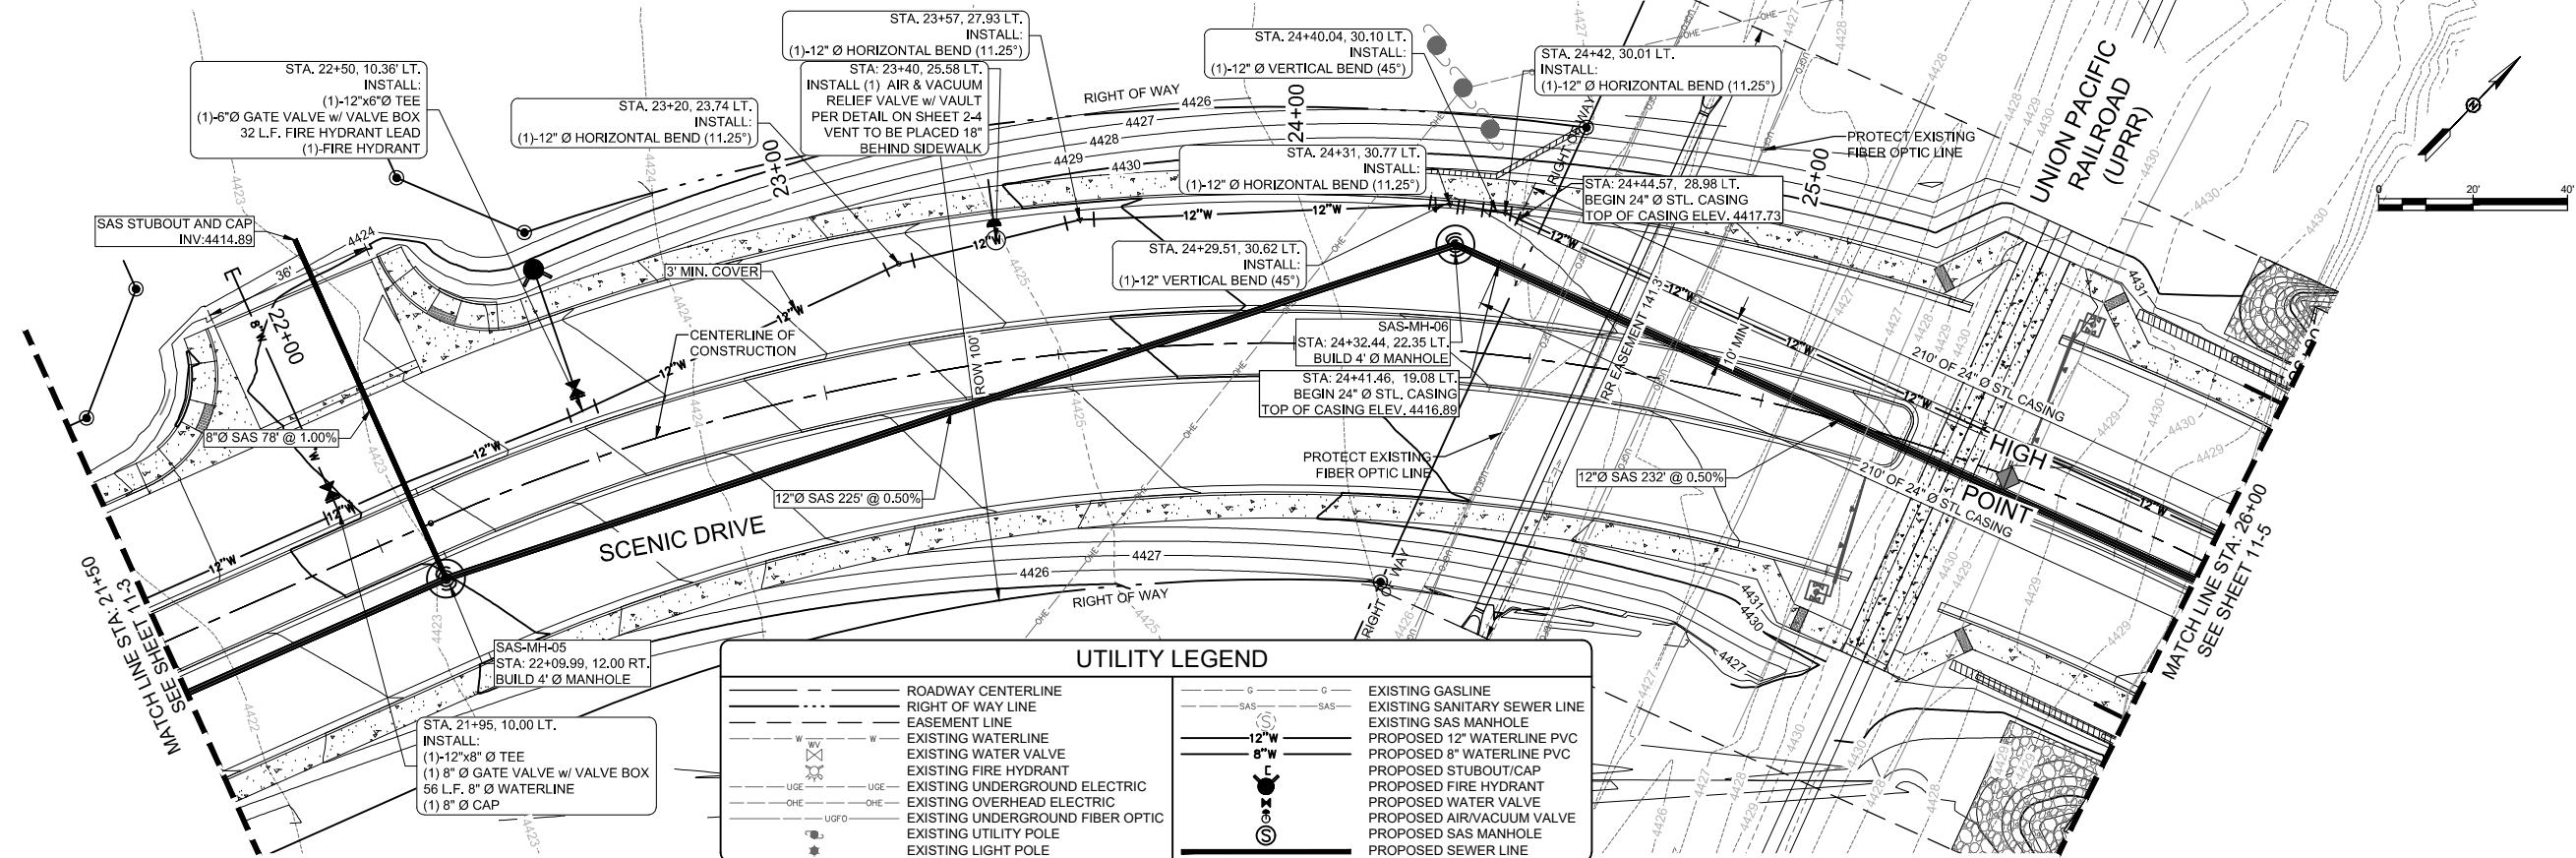 STA. 22+50, 10.36' LT.
INSTALL:
(1)-12"x6"Ø TEE
(1)-6"Ø GATE VALVE w/ VALVE BOX
32 L.F. FIRE HYDRANT LEAD
(1)-FIRE HYDRANT
STA. 23+20, 23.74 LT.
INSTALL:
(1)-12" Ø HORIZONTAL BEND (11.25°)
STA. 23+57, 27.93 LT.
INSTALL:
(1)-12" Ø HORIZONTAL BEND (11.25°)
STA: 23+40, 25.58 LT.
INSTALL (1) AIR & VACUUM
RELIEF VALVE w/ VAULT
PER DETAIL ON SHEET 2-4
VENT TO BE PLACED 18"
BEHIND SIDEWALK
STA. 24+40.04, 30.10 LT.
INSTALL:
(1)-12" Ø VERTICAL BEND (45°)
STA. 24+42, 30.01 LT.
INSTALL:
(1)-12" Ø HORIZONTAL BEND (11.25°)
STA. 24+31, 30.77 LT.
INSTALL:
(1)-12" Ø HORIZONTAL BEND (11.25°)
STA: 24+44.57, 28.98 LT.
BEGIN 24" Ø STL. CASING
TOP OF CASING ELEV. 4417.73
STA. 24+29.51, 30.62 LT.
INSTALL:
(1)-12" VERTICAL BEND (45°)
SAS-MH-06
STA: 24+32.44, 22.35 LT.
BUILD 4' Ø MANHOLE
STA: 24+41.46, 19.08 LT.
BEGIN 24" Ø STL. CASING
TOP OF CASING ELEV. 4416.89
PROTECT EXISTING
FIBER OPTIC LINE
PROTECT EXISTING
FIBER OPTIC LINE
UNION PACIFIC
RAILROAD
(UPRR)
0
20'
40'
N
SAS STUBOUT AND CAP
INV:4414.89
36'
22+00
23+00
24+00
25+00
3' MIN. COVER
CENTERLINE OF
CONSTRUCTION
8"Ø SAS 78' @ 1.00%
12"Ø SAS 225' @ 0.50%
12"Ø SAS 232' @ 0.50%
ROW 100'
RR EASEMENT 141.3'
10' MIN
210' OF 24" Ø STL CASING
210' OF 24" Ø STL CASING
HIGH
POINT
SCENIC DRIVE
RIGHT OF WAY
RIGHT OF WAY
RIGHT OF WAY
RIGHT OF WAY
MATCH LINE STA: 21+50
SEE SHEET 11-3
MATCH LINE STA: 26+00
SEE SHEET 11-5
SAS-MH-05
STA: 22+09.99, 12.00 RT.
BUILD 4' Ø MANHOLE
STA. 21+95, 10.00 LT.
INSTALL:
(1)-12"x8" Ø TEE
(1) 8" Ø GATE VALVE w/ VALVE BOX
56 L.F. 8" Ø WATERLINE
(1) 8" Ø CAP
UTILITY LEGEND
ROADWAY CENTERLINE
RIGHT OF WAY LINE
EASEMENT LINE
W W EXISTING WATERLINE
WV EXISTING WATER VALVE
EXISTING FIRE HYDRANT
UGE UGE EXISTING UNDERGROUND ELECTRIC
OHE OHE EXISTING OVERHEAD ELECTRIC
UGFO EXISTING UNDERGROUND FIBER OPTIC
EXISTING UTILITY POLE
EXISTING LIGHT POLE
G G EXISTING GASLINE
SAS SAS EXISTING SANITARY SEWER LINE
S EXISTING SAS MANHOLE
12"W PROPOSED 12" WATERLINE PVC
8"W PROPOSED 8" WATERLINE PVC
PROPOSED STUBOUT/CAP
PROPOSED FIRE HYDRANT
PROPOSED WATER VALVE
PROPOSED AIR/VACUUM VALVE
S PROPOSED SAS MANHOLE
PROPOSED SEWER LINE